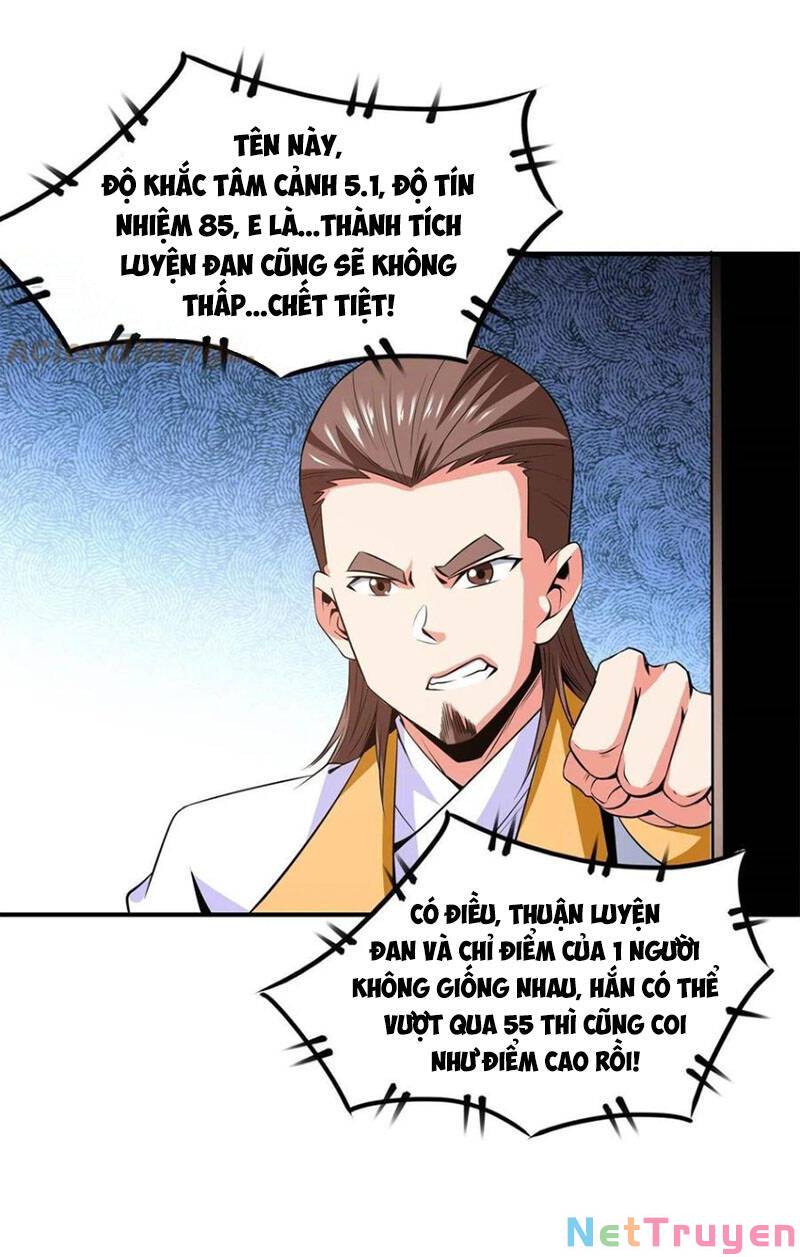 TÊN NÀY,
ĐỘ KHẮC TÂM CẢNH 5.1, ĐỘ TÍN
NHIỆM 85, E LÀ...THÀNH TÍCH
LUYỆN ĐAN CŨNG SẼ KHÔNG
THẤP...CHẾT TIỆT!
CÓ ĐIỀU, THUẬN LUYỆN
ĐAN VÀ CHỈ ĐIỂM CỦA 1 NGƯỜI
KHÔNG GIỐNG NHAU, HẮN CÓ THỂ
VƯỢT QUA 55 THÌ CŨNG COI
NHƯ ĐIỂM CAO RỒI!
NetTruyen